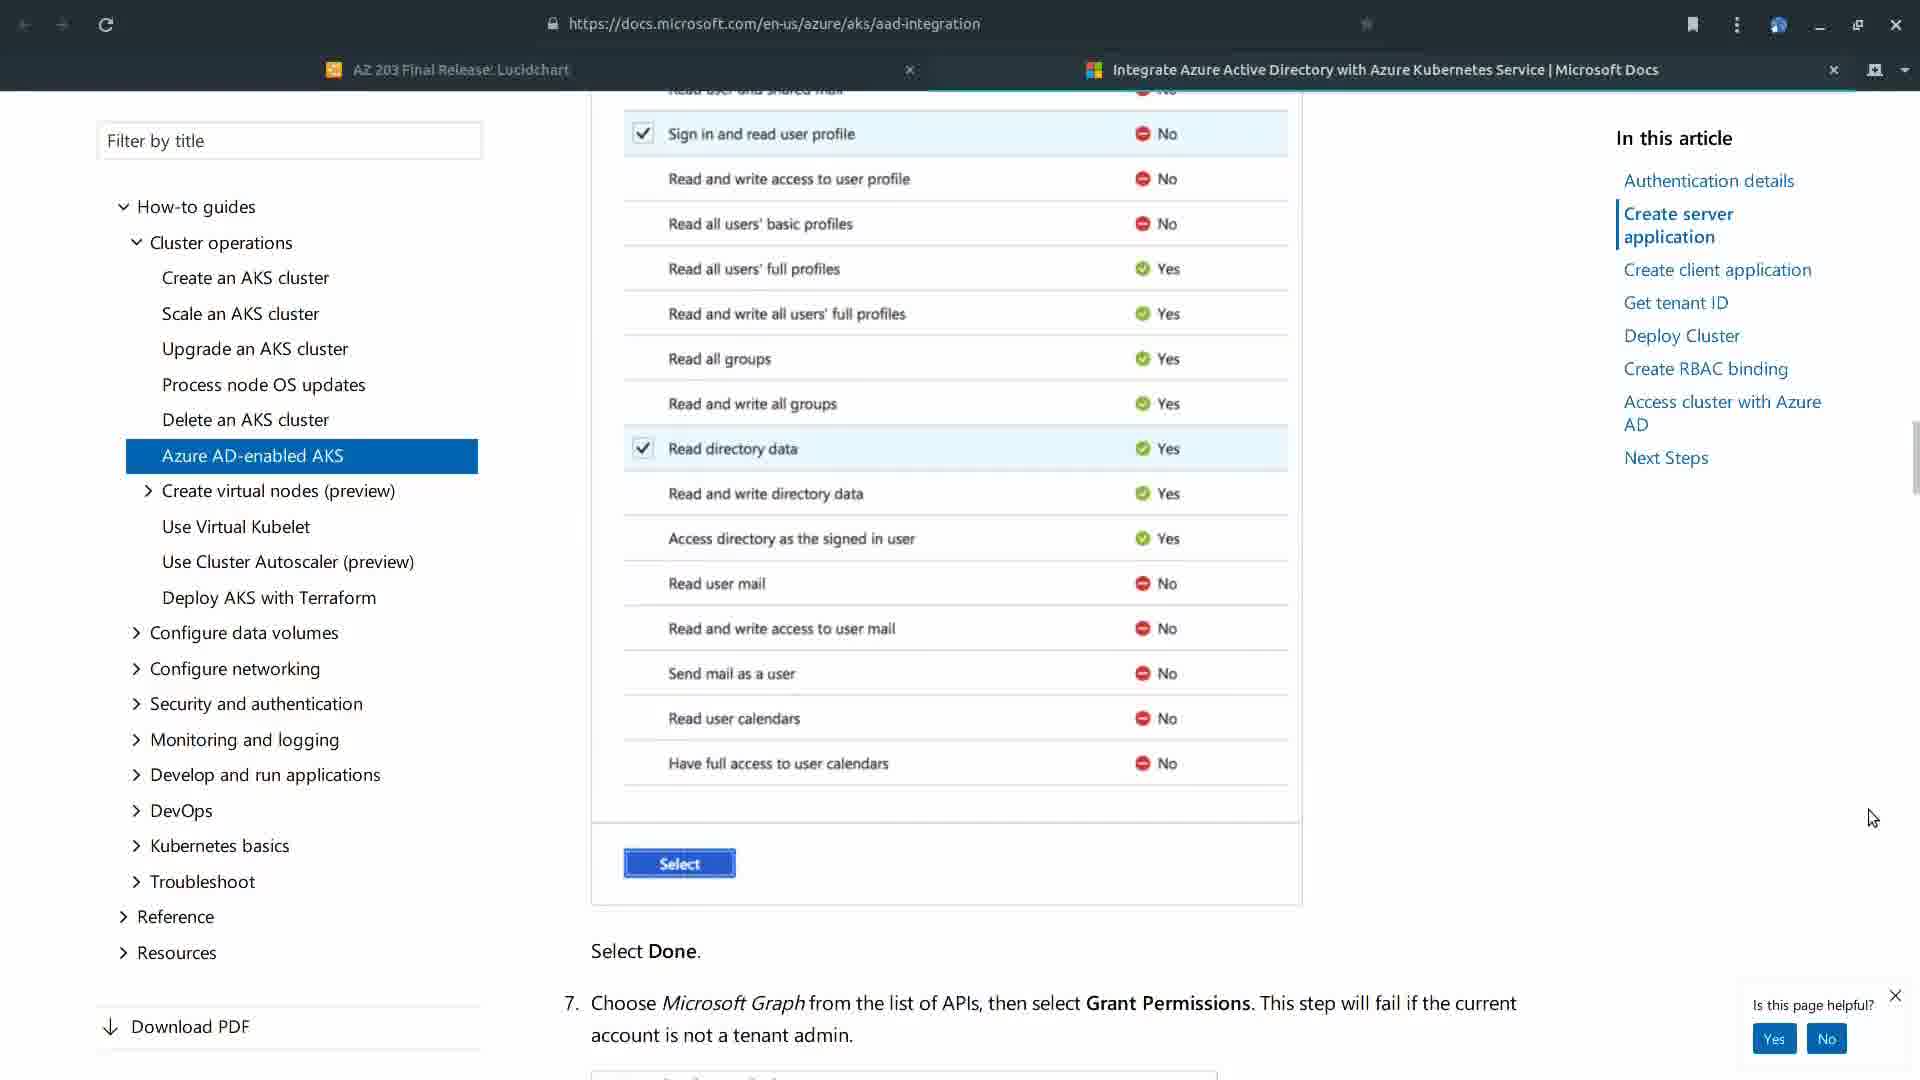 https://docs.microsoft.com/en-us/azure/aks/aad-integration
AZ 203 Final Release: Lucidchart
Integrate Azure Active Directory with Azure Kubernetes Service | Microsoft Docs
Filter by title
How-to guides
Cluster operations
Create an AKS cluster
Scale an AKS cluster
Upgrade an AKS cluster
Process node OS updates
Delete an AKS cluster
Azure AD-enabled AKS
Create virtual nodes (preview)
Use Virtual Kubelet
Use Cluster Autoscaler (preview)
Deploy AKS with Terraform
Configure data volumes
Configure networking
Security and authentication
Monitoring and logging
Develop and run applications
DevOps
Kubernetes basics
Troubleshoot
Reference
Resources
Download PDF
Read user and shared mail No
Sign in and read user profile No
Read and write access to user profile No
Read all users' basic profiles No
Read all users' full profiles Yes
Read and write all users' full profiles Yes
Read all groups Yes
Read and write all groups Yes
Read directory data Yes
Read and write directory data Yes
Access directory as the signed in user Yes
Read user mail No
Read and write access to user mail No
Send mail as a user No
Read user calendars No
Have full access to user calendars No
Select
Select Done.
7. Choose Microsoft Graph from the list of APIs, then select Grant Permissions. This step will fail if the current
account is not a tenant admin.
In this article
Authentication details
Create server
application
Create client application
Get tenant ID
Deploy Cluster
Create RBAC binding
Access cluster with Azure
AD
Next Steps
Is this page helpful?
Yes No